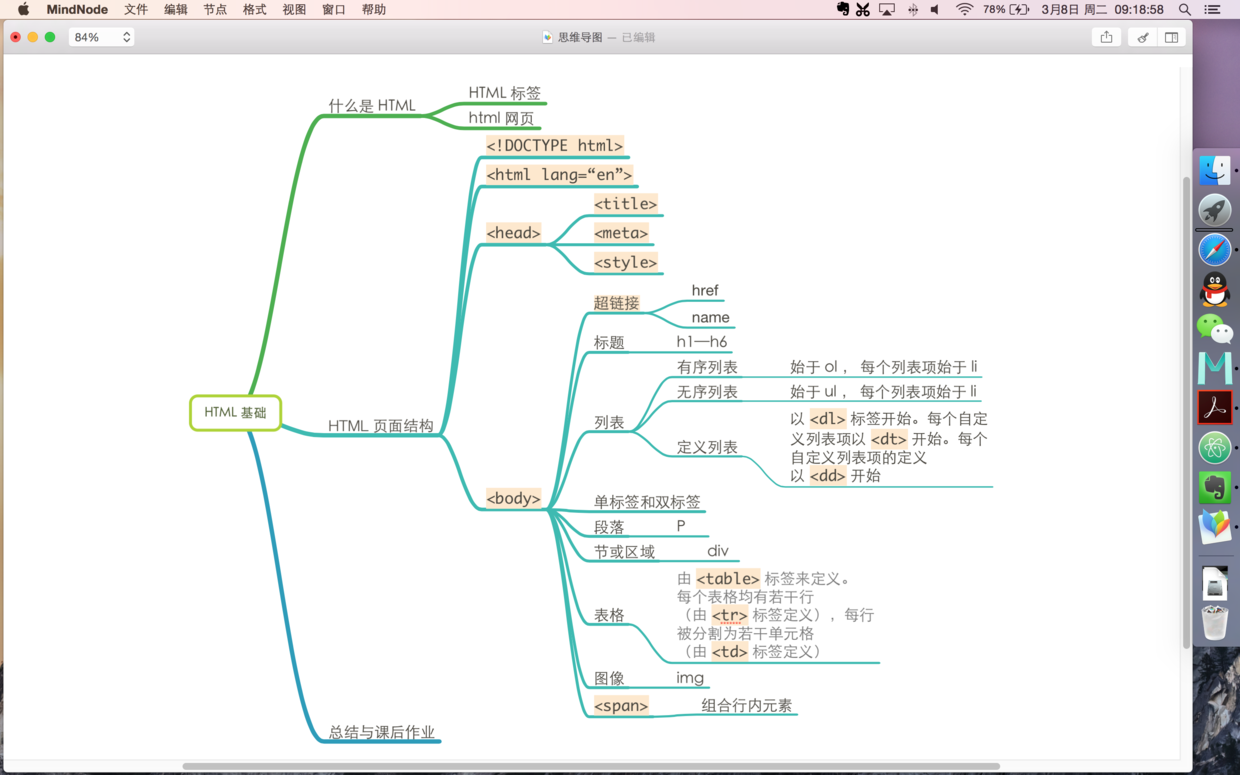 MindNode 文件 编辑 节点 格式 视图 窗口 帮助 78% 3月8日 周二 09:18:58
84% 思维导图 — 已编辑
什么是 HTML
HTML 标签
html 网页
<!DOCTYPE html>
<html lang=“en”>
<head>
<title>
<meta>
<style>
超链接
href
name
标题
h1—h6
有序列表
始于 ol ， 每个列表项始于 li
无序列表
始于 ul ， 每个列表项始于 li
HTML 基础
HTML 页面结构
列表
定义列表
以 <dl> 标签开始。每个自定
义列表项以 <dt> 开始。每个
自定义列表项的定义
以 <dd> 开始
<body>
单标签和双标签
段落
P
节或区域
div
表格
由 <table> 标签来定义。
每个表格均有若干行
（由 <tr> 标签定义），每行
被分割为若干单元格
（由 <td> 标签定义）
图像
img
<span>
组合行内元素
总结与课后作业